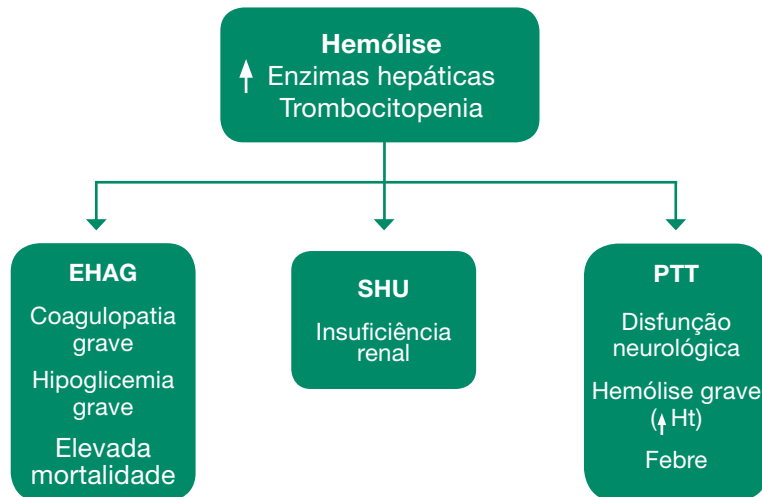 Hemólise
↑ Enzimas hepáticas
Trombocitopenia
EHAG
Coagulopatia
grave
Hipoglicemia
grave
Elevada
mortalidade
SHU
Insuficiência
renal
PTT
Disfunção
neurológica
Hemólise grave
(↑Ht)
Febre